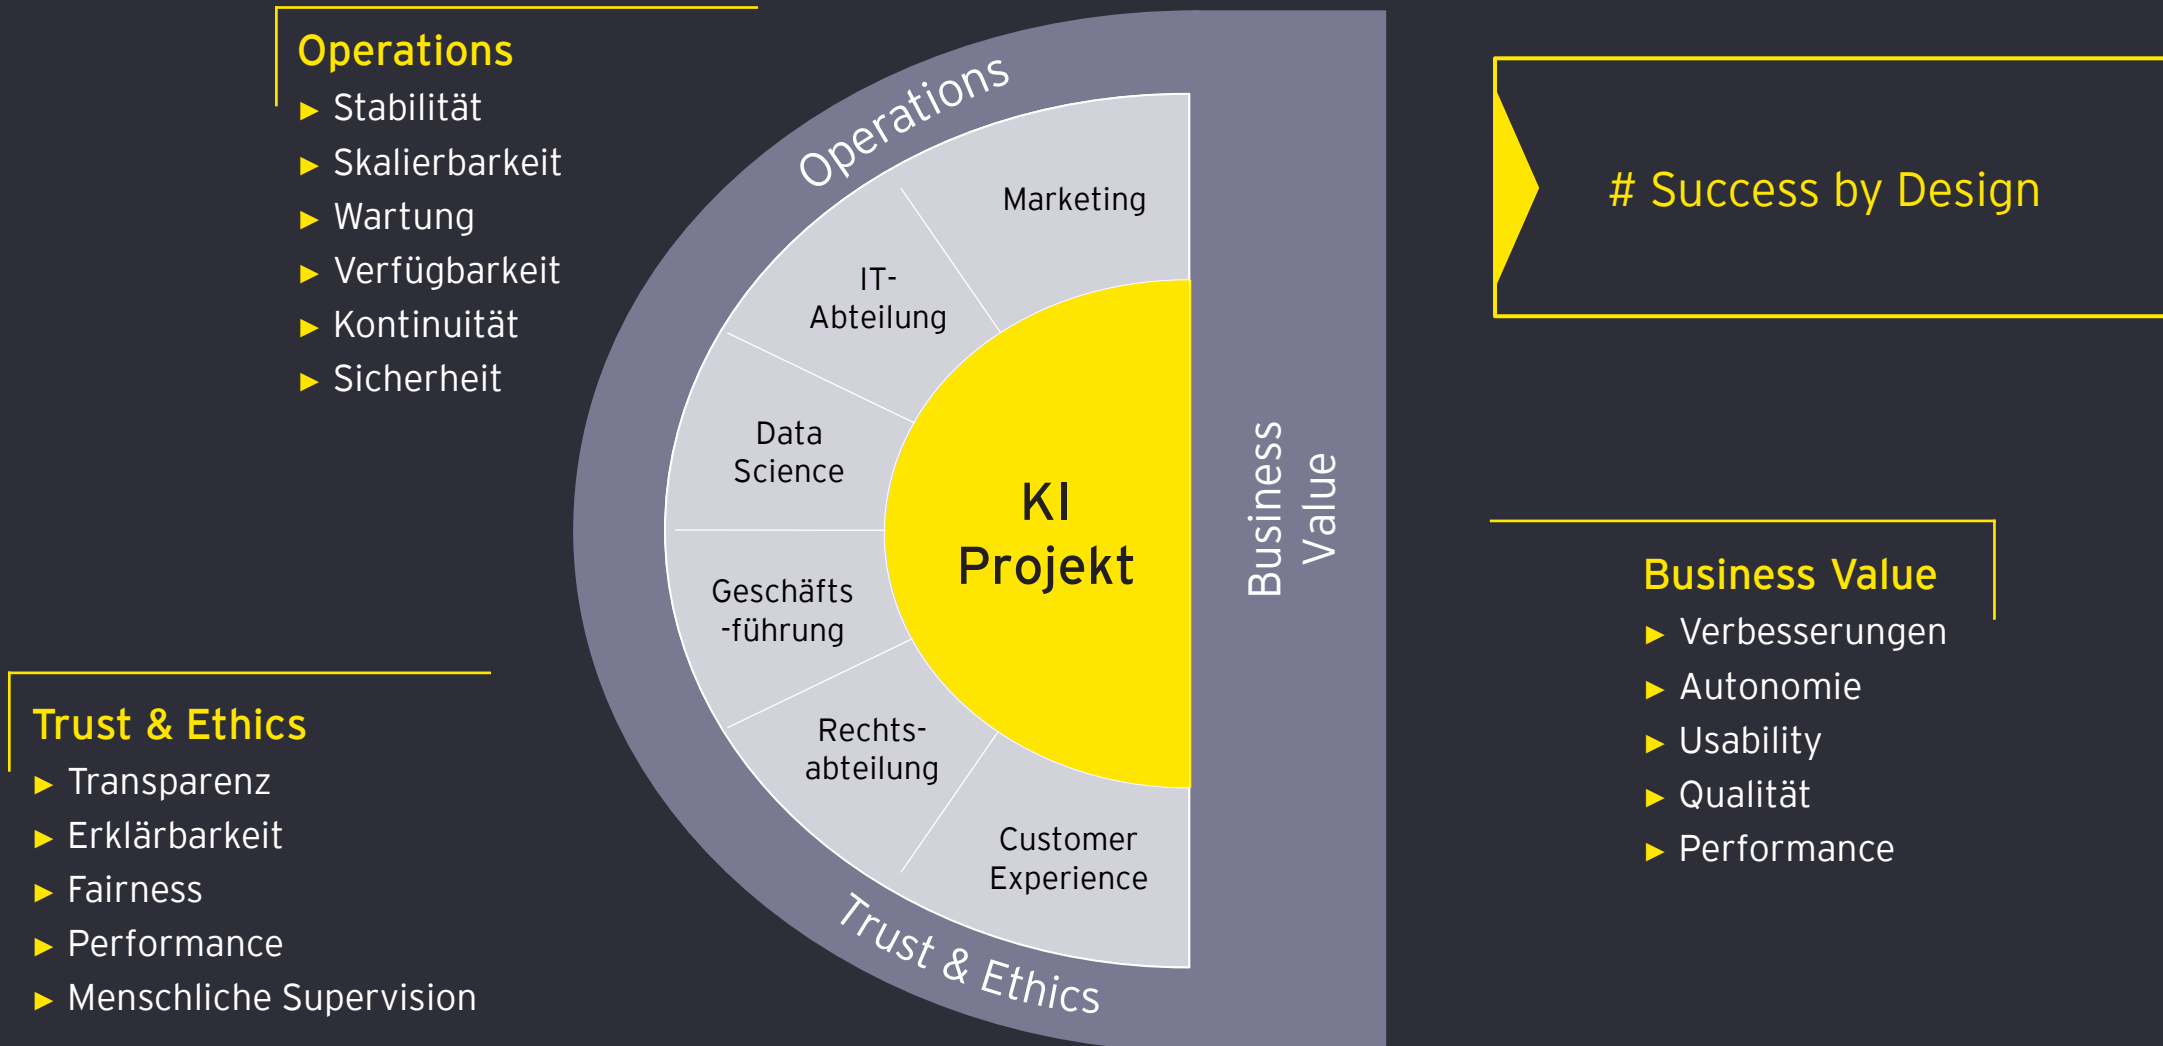 Operations
► Stabilität
► Skalierbarkeit
► Wartung
► Verfügbarkeit
► Kontinuität
► Sicherheit
Trust & Ethics
► Transparenz
► Erklärbarkeit
► Fairness
► Performance
► Menschliche Supervision
Operations
Marketing
IT-
Abteilung
Data
Science
Geschäfts
-führung
Rechts-
abteilung
Customer
Experience
Trust & Ethics
KI
Projekt
Business
Value
# Success by Design
Business Value
► Verbesserungen
► Autonomie
► Usability
► Qualität
► Performance